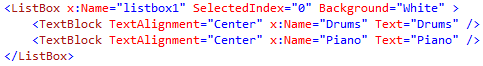 <ListBox x:Name="listbox1" SelectedIndex="0" Background="White" >
    <TextBlock TextAlignment="Center" x:Name="Drums" Text="Drums" />
    <TextBlock TextAlignment="Center" x:Name="Piano" Text="Piano" />
</ListBox>